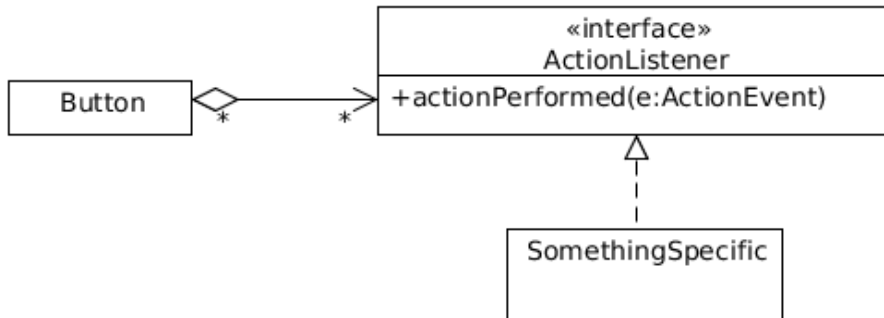 «interface»
ActionListener
Button
+actionPerformed(e:ActionEvent)
*
*
SomethingSpecific